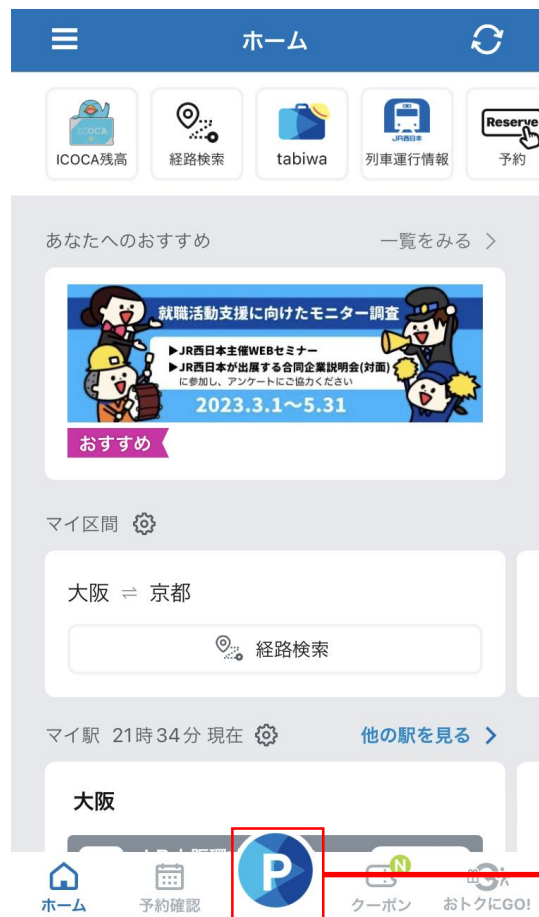 ホーム
ICOCA
ICOCA残高
経路検索
tabiwa
JR西日本
列車運行情報
Reserve
予約
あなたへのおすすめ
一覧をみる
就職活動支援に向けたモニター調査
▶JR西日本主催WEBセミナー
▶JR西日本が出展する合同企業説明会(対面)
に参加し、アンケートにご協力ください
2023.3.1〜5.31
おすすめ
マイ区間
大阪 ⇌ 京都
経路検索
マイ駅 21時34分 現在
他の駅を見る
大阪
P
N
ホーム
予約確認
クーポン
おトクにGO!